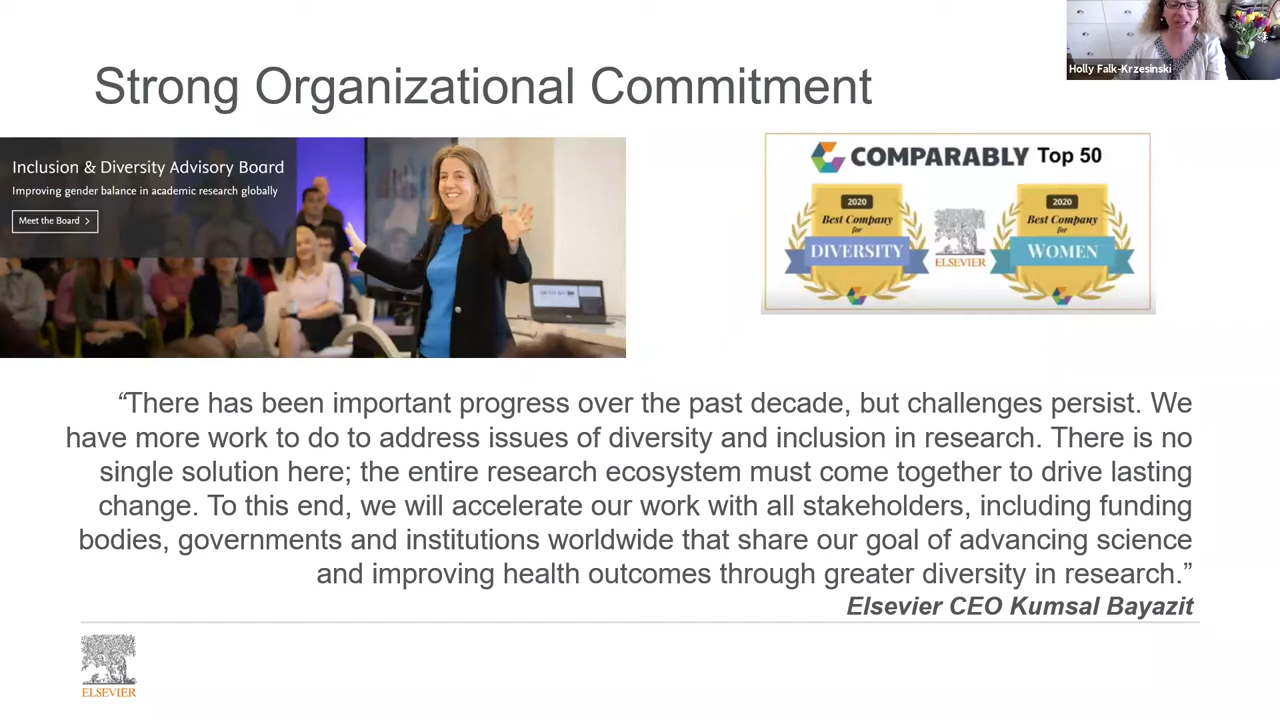 Holly Falk-Krzesinski
Strong Organizational Commitment
Inclusion & Diversity Advisory Board
Improving gender balance in academic research globally
Meet the Board >
COMPARABLY Top 50
2020
Best Company
for
DIVERSITY
ELSEVIER
2020
Best Company
for
WOMEN
“There has been important progress over the past decade, but challenges persist. We
have more work to do to address issues of diversity and inclusion in research. There is no
single solution here; the entire research ecosystem must come together to drive lasting
change. To this end, we will accelerate our work with all stakeholders, including funding
bodies, governments and institutions worldwide that share our goal of advancing science
and improving health outcomes through greater diversity in research.”
Elsevier CEO Kumsal Bayazit
ELSEVIER